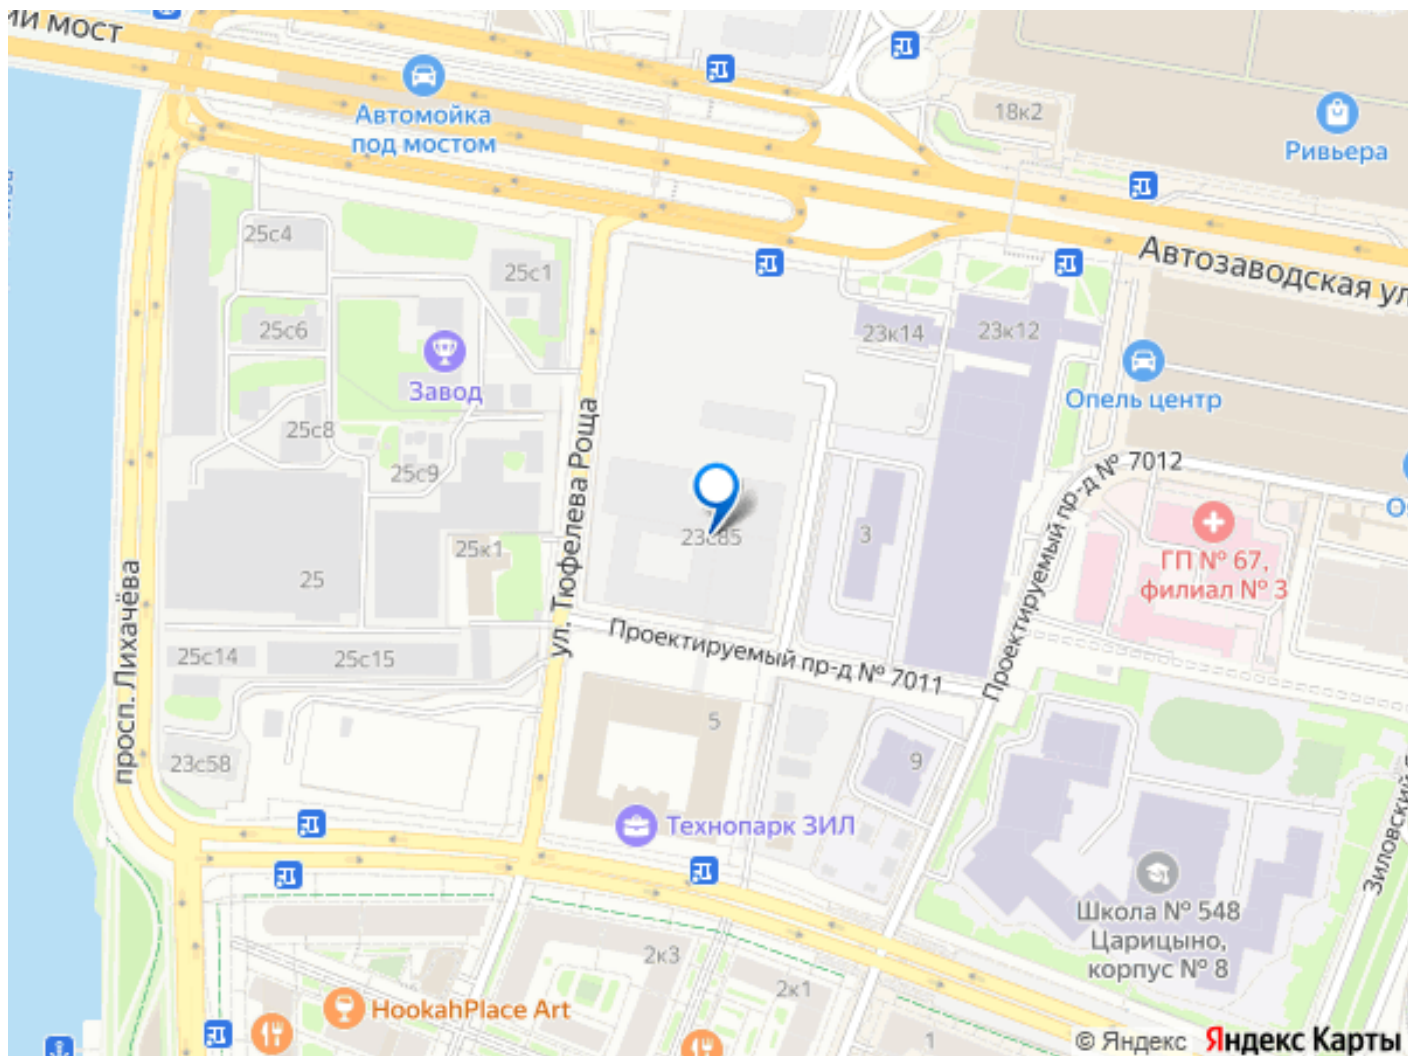 ий мост
Автомойка
под мостом
18к2
Ривьера
Автозаводская ул
25с4
25с1
25с6
23к14
23к12
Завод
Опель центр
25с8
25с9
ул. Тюфелева Роща
Проектируемый пр-д № 7012
23с85
3
25к1
25
ГП № 67,
филиал № 3
просп. Лихачёва
Проектируемый пр-д № 7011
25с14
25с15
5
9
23с58
Технопарк ЗИЛ
Зиловский
Школа № 548
Царицыно,
корпус № 8
2к3
2к1
HookahPlace Art
1
© Яндекс Яндекс Карты